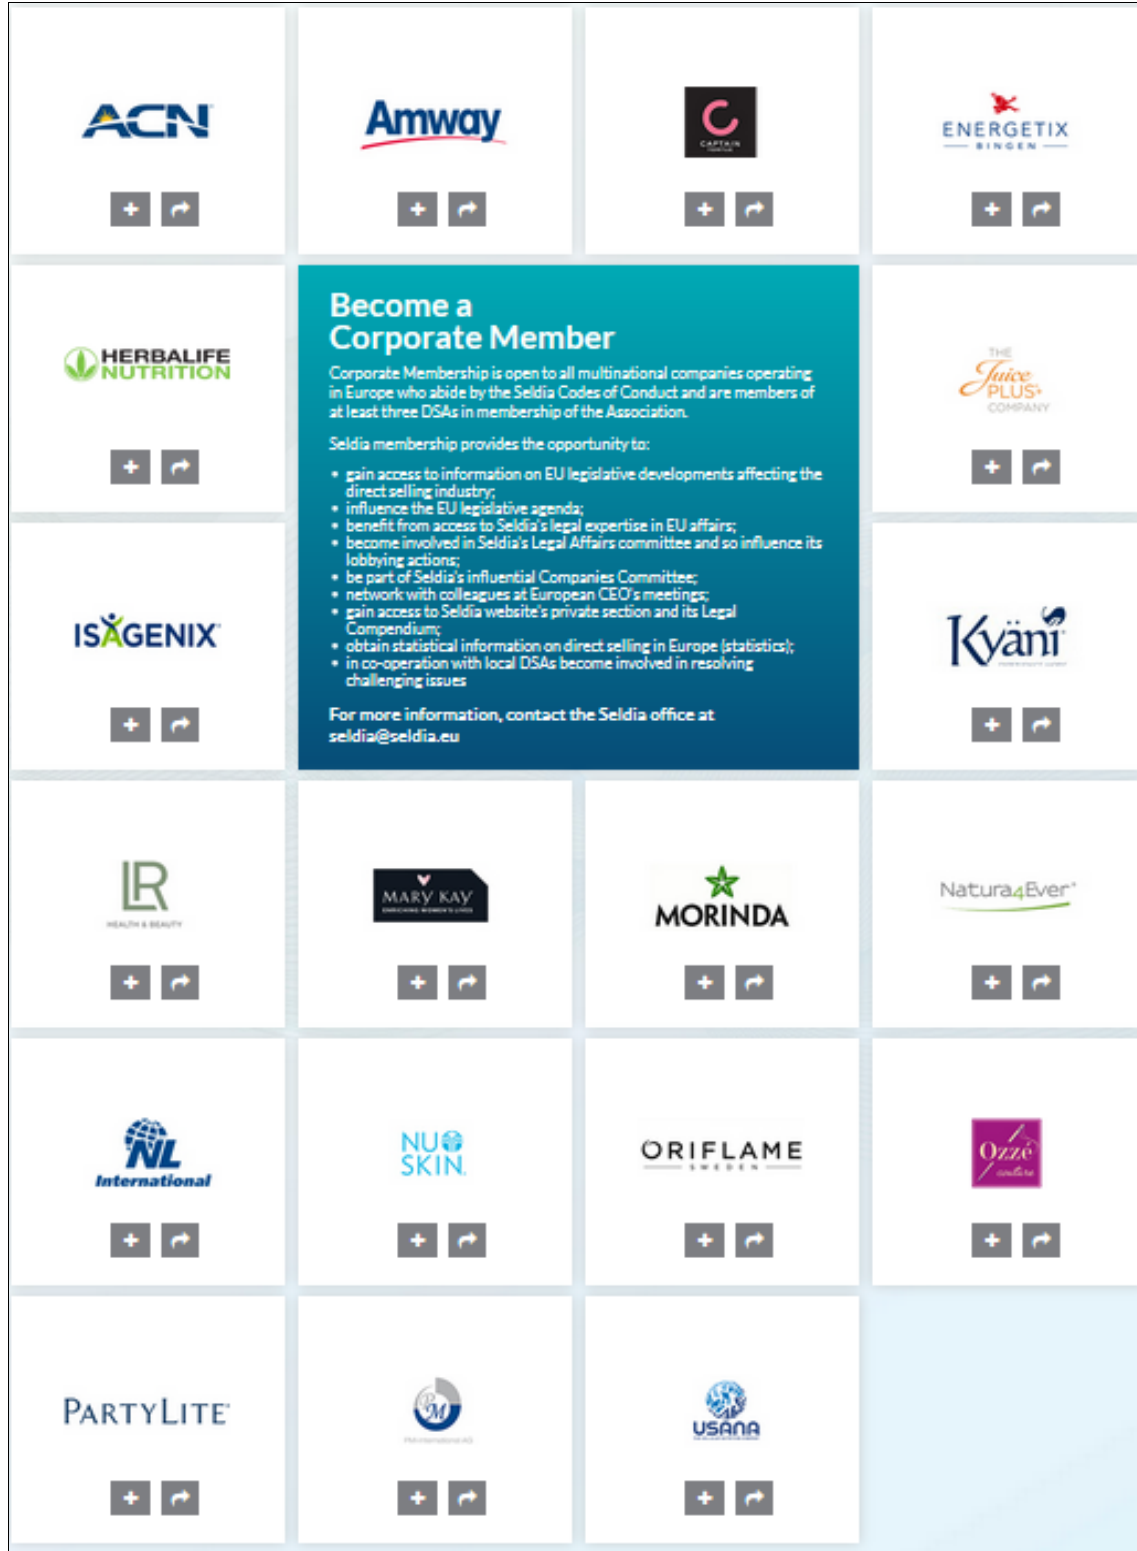 ACN
Amway
CAPTAIN
ENERGETIX
BINGEN
HERBALIFE
NUTRITION
Become a
Corporate Member
Corporate Membership is open to all multinational companies operating
in Europe who abide by the Seldia Codes of Conduct and are members of
at least three DSAs in membership of the Association.
Seldia membership provides the opportunity to:
• gain access to information on EU legislative developments affecting the
direct selling industry;
• influence the EU legislative agenda;
• benefit from access to Seldia's legal expertise in EU affairs;
• become involved in Seldia's Legal Affairs committee and so influence its
lobbying actions;
• be part of Seldia's influential Companies Committee;
• network with colleagues at European CEO's meetings;
• gain access to Seldia website's private section and its Legal
Compendium;
• obtain statistical information on direct selling in Europe (statistics);
• in co-operation with local DSAs become involved in resolving
challenging issues
For more information, contact the Seldia office at
seldia@seldia.eu
THE
Juice
PLUS+
COMPANY
ISAGENIX
Kyäni
LR
HEALTH & BEAUTY
MARY KAY
ENRICHING WOMEN'S LIVES
MORINDA
Natura4Ever
NL
International
NU
SKIN
ORIFLAME
SWEDEN
Ozzé
couture
PARTYLITE
PM
PM-International AG
USANA